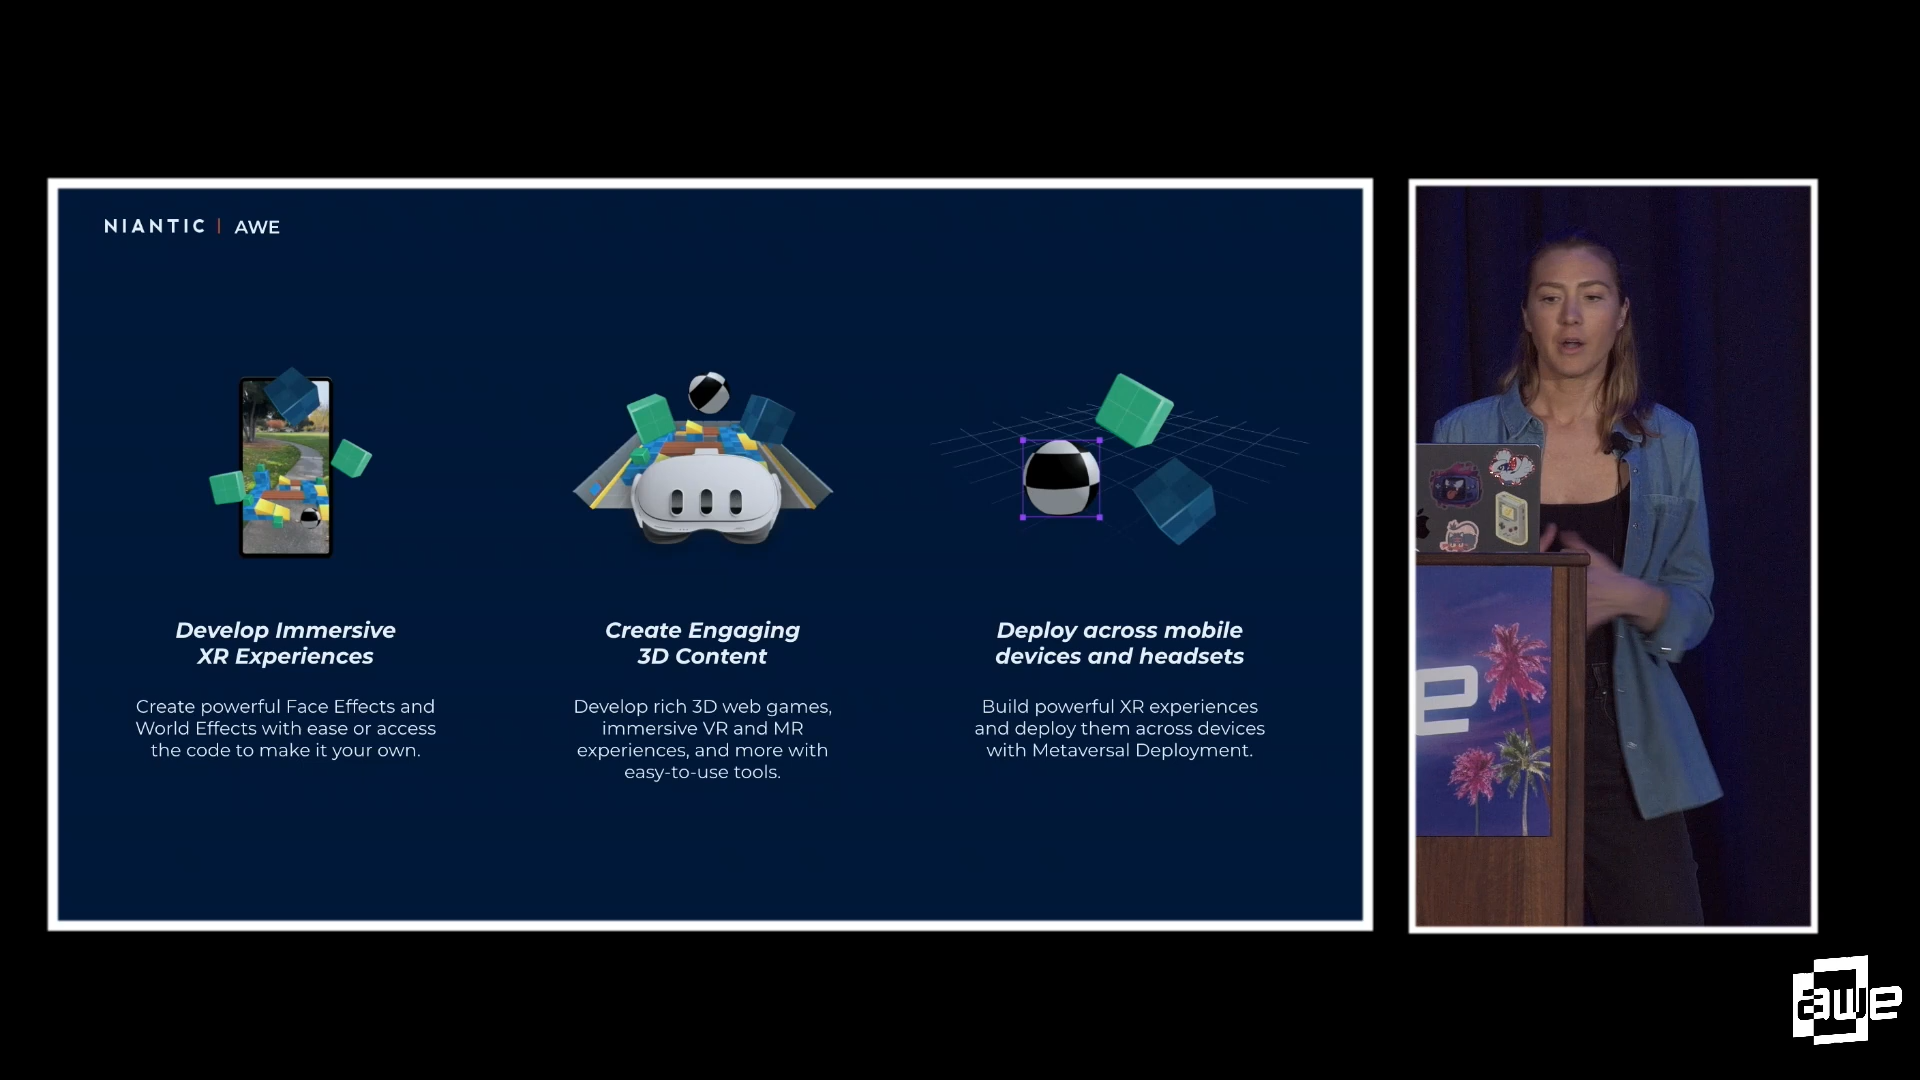 NIANTIC | AWE
Develop Immersive
XR Experiences
Create powerful Face Effects and
World Effects with ease or access
the code to make it your own.
Create Engaging
3D Content
Develop rich 3D web games,
immersive VR and MR
experiences, and more with
easy-to-use tools.
Deploy across mobile
devices and headsets
Build powerful XR experiences
and deploy them across devices
with Metaversal Deployment.
e
awe